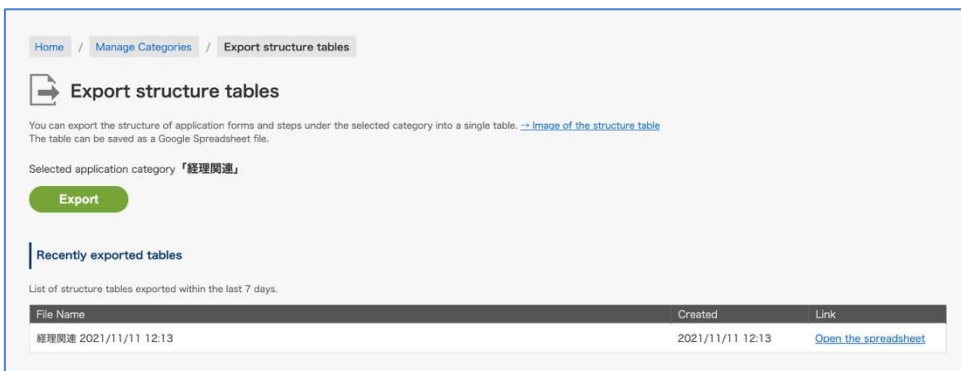 Home / Manage Categories / Export structure tables
Export structure tables
You can export the structure of application forms and steps under the selected category into a single table. → Image of the structure table
The table can be saved as a Google Spreadsheet file.
Selected application category「経理関連」
Export
Recently exported tables
List of structure tables exported within the last 7 days.
File Name Created Link
経理関連 2021/11/11 12:13 2021/11/11 12:13 Open the spreadsheet